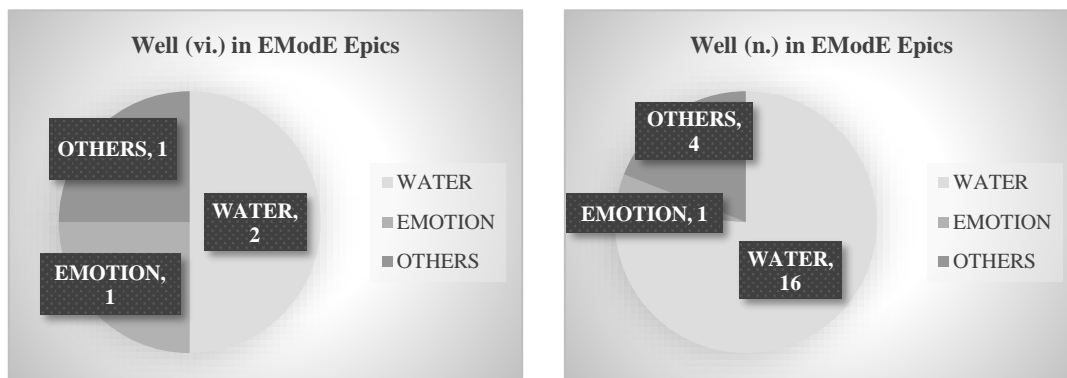 Well (vi.) in EModE Epics
OTHERS, 1
WATER,
2
EMOTION,
1
WATER
EMOTION
OTHERS
Well (n.) in EModE Epics
OTHERS,
4
EMOTION, 1
WATER,
16
WATER
EMOTION
OTHERS